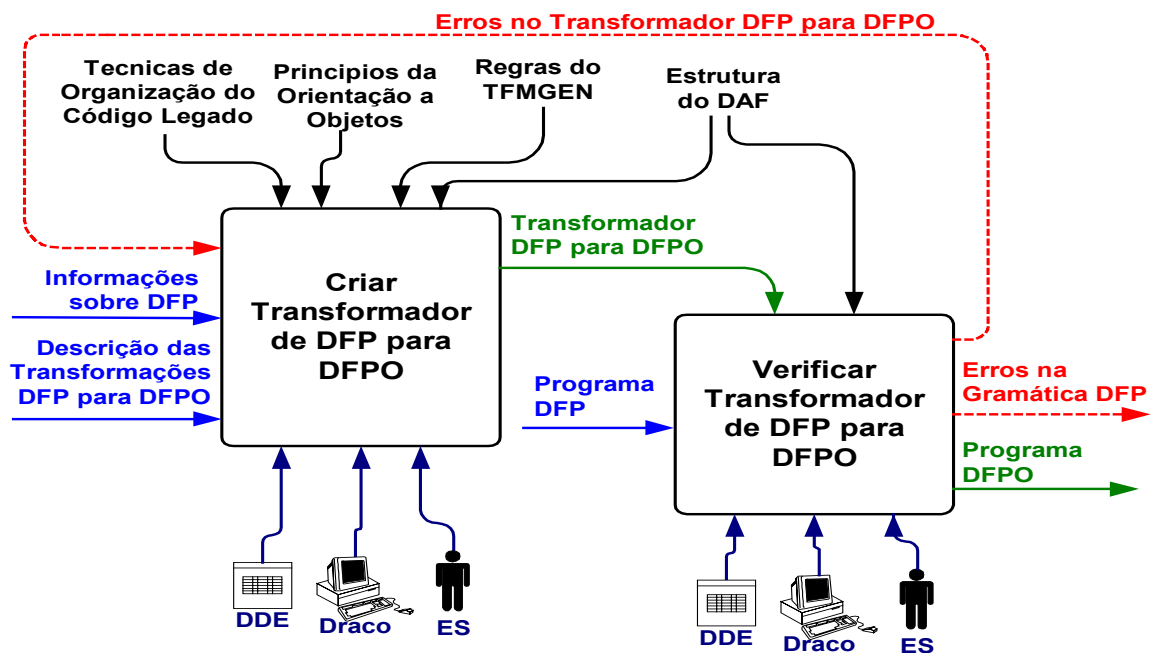 Erros no Transformador DFP para DFPO
Tecnicas de
Organização do
Código Legado
Principios da
Orientação a
Objetos
Regras do
TFMGEN
Estrutura
do DAF
Informações
sobre DFP
Descrição das
Transformações
DFP para DFPO
Criar
Transformador
de DFP para
DFPO
Transformador
DFP para DFPO
Programa
DFP
Verificar
Transformador
de DFP para
DFPO
Erros na
Gramática DFP
Programa
DFPO
DDE
Draco
ES
DDE
Draco
ES